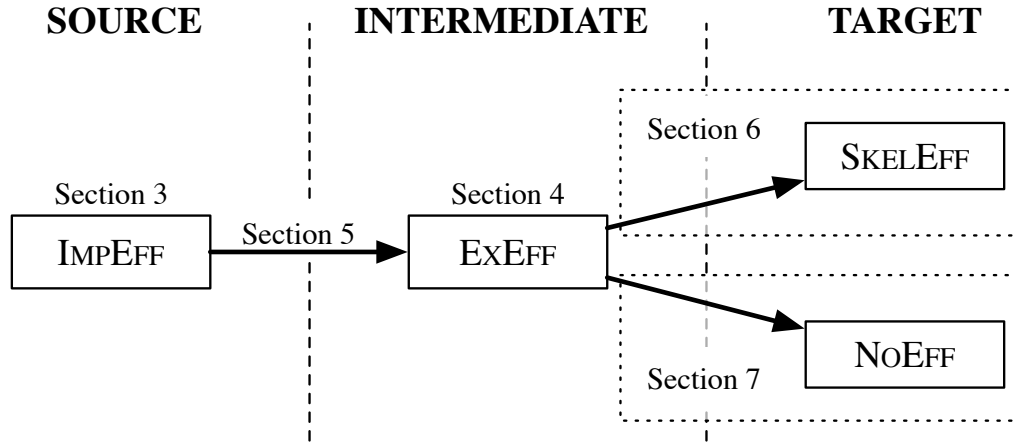 SOURCE INTERMEDIATE TARGET
Section 6
SKELEFF
Section 3 Section 4
IMPEFF Section 5 EXEFF
NOEFF
Section 7